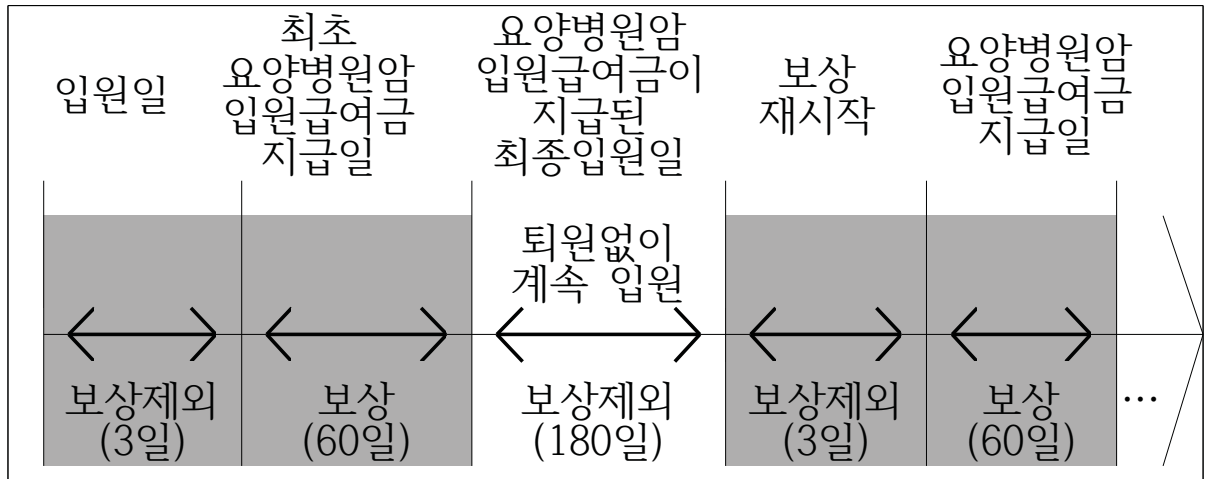 입원일
최초
요양병원암
입원급여금
지급일
요양병원암
입원급여금이
지급된
최종입원일
보상
재시작
요양병원암
입원급여금
지급일
퇴원없이
계속 입원
보상제외
(3일)
보상
(60일)
보상제외
(180일)
보상제외
(3일)
보상
(60일)
…